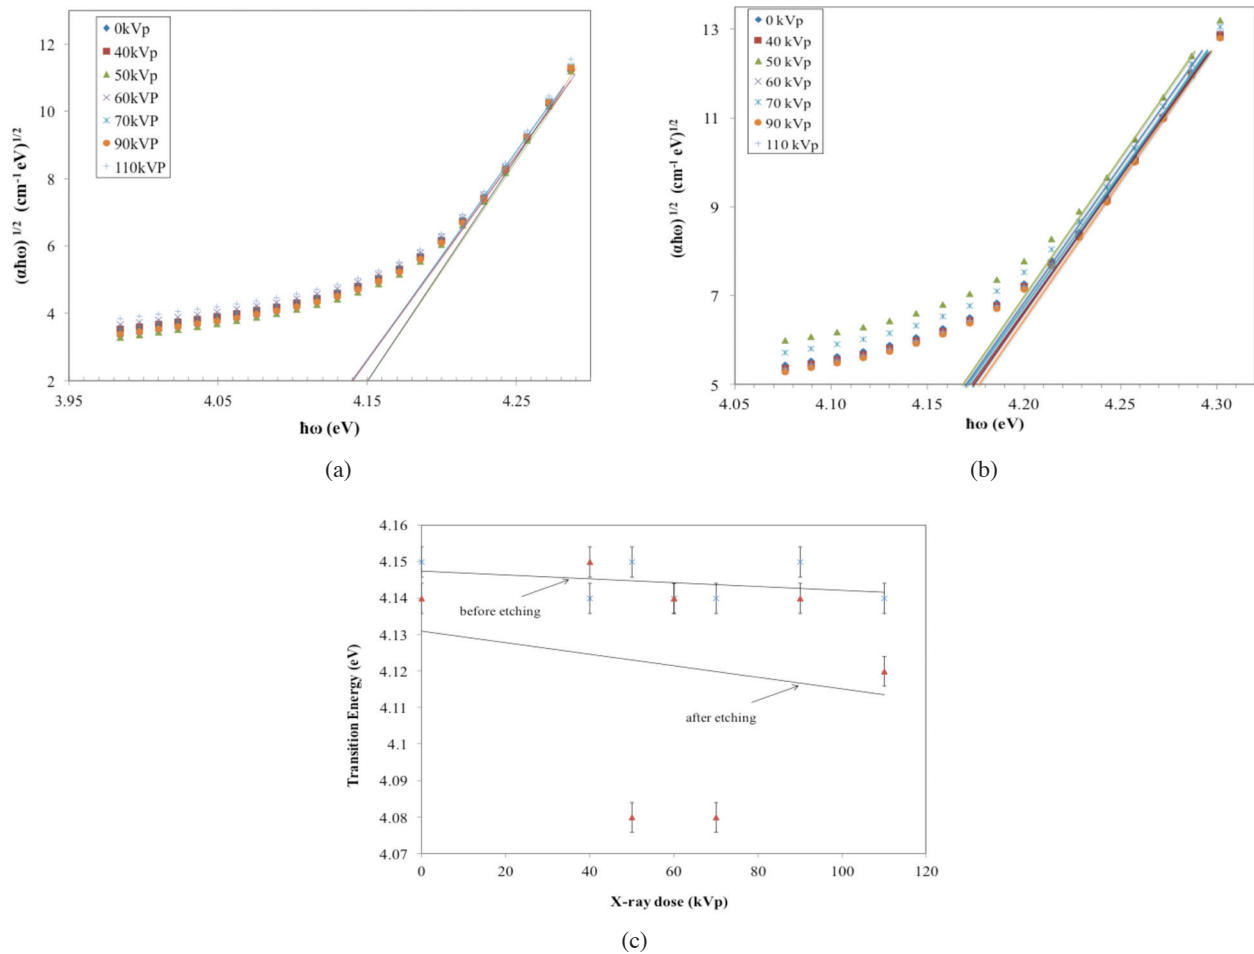 0kVp
40kVp
50kVp
60kVP
70kVP
90kVP
110kVP
12
10
8
6
4
2
3.95
4.05
4.15
4.25
(αħω) 1/2 (cm-1 eV)1/2
ħω (eV)
(a)
0 kVp
40 kVp
50 kVp
60 kVp
70 kVp
90 kVp
110 kVp
13
11
9
7
5
4.05
4.10
4.15
4.20
4.25
4.30
(αħω) 1/2 (cm-1 eV)1/2
ħω (eV)
(b)
4.16
4.15
4.14
4.13
4.12
4.11
4.1
4.09
4.08
4.07
0
20
40
60
80
100
120
before etching
after etching
Transition Energy (eV)
X-ray dose (kVp)
(c)